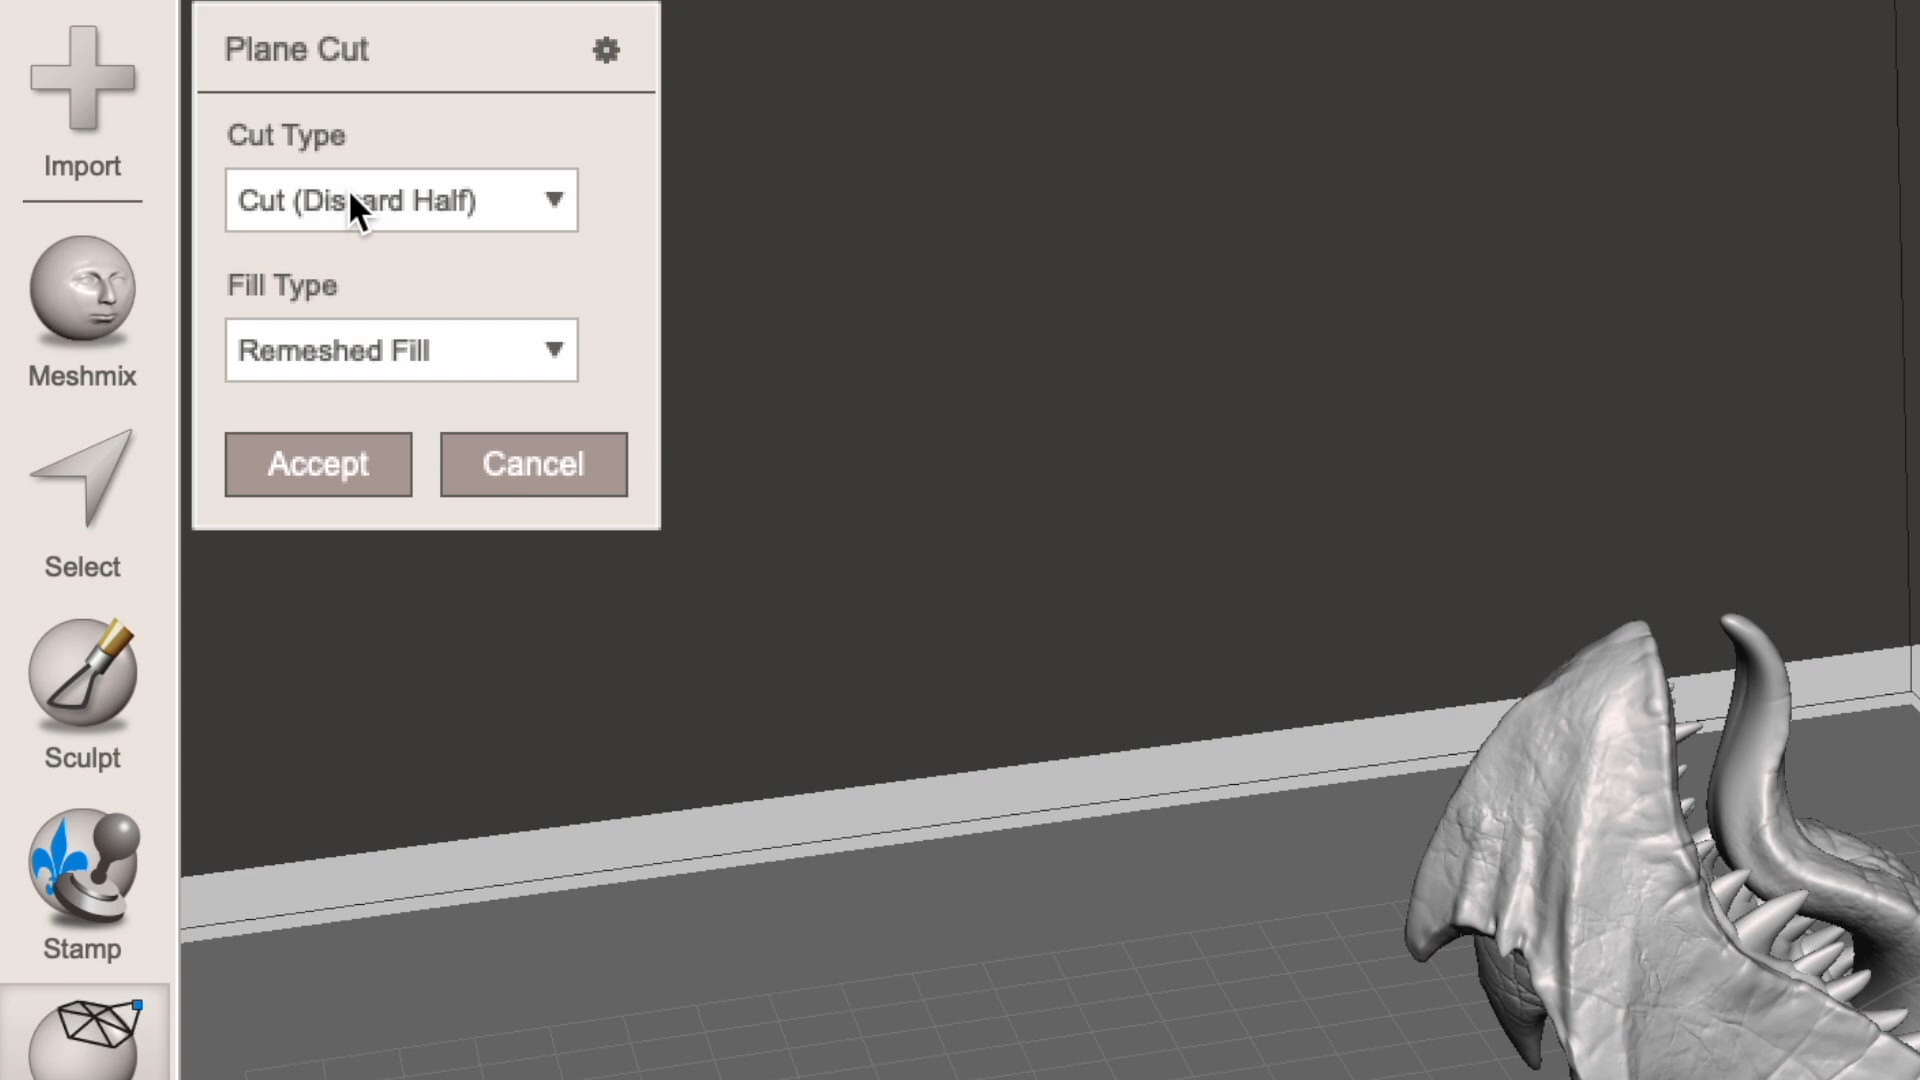 Import
Meshmix
Select
Sculpt
Stamp
Plane Cut
Cut Type
Cut (Discard Half)
Fill Type
Remeshed Fill
Accept
Cancel